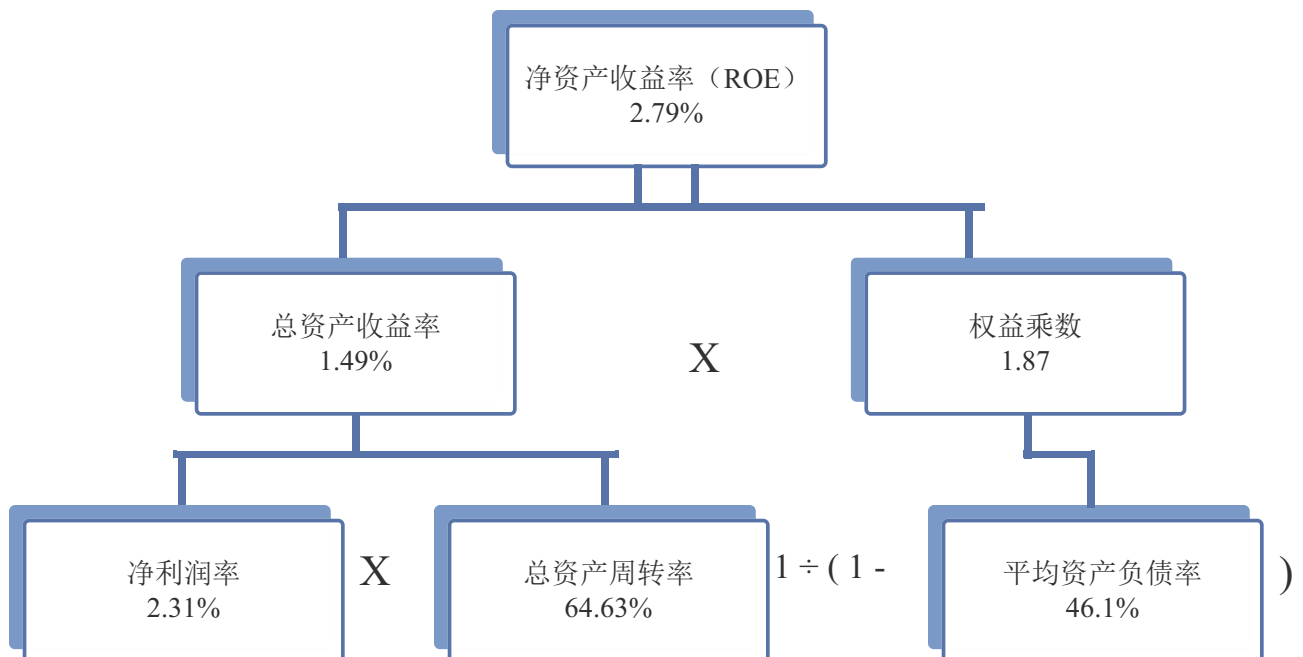 净资产收益率（ROE）
2.79%
总资产收益率
1.49%
X
权益乘数
1.87
净利润率
2.31%
X
总资产周转率
64.63%
1 ÷ ( 1 -
平均资产负债率
46.1%
)